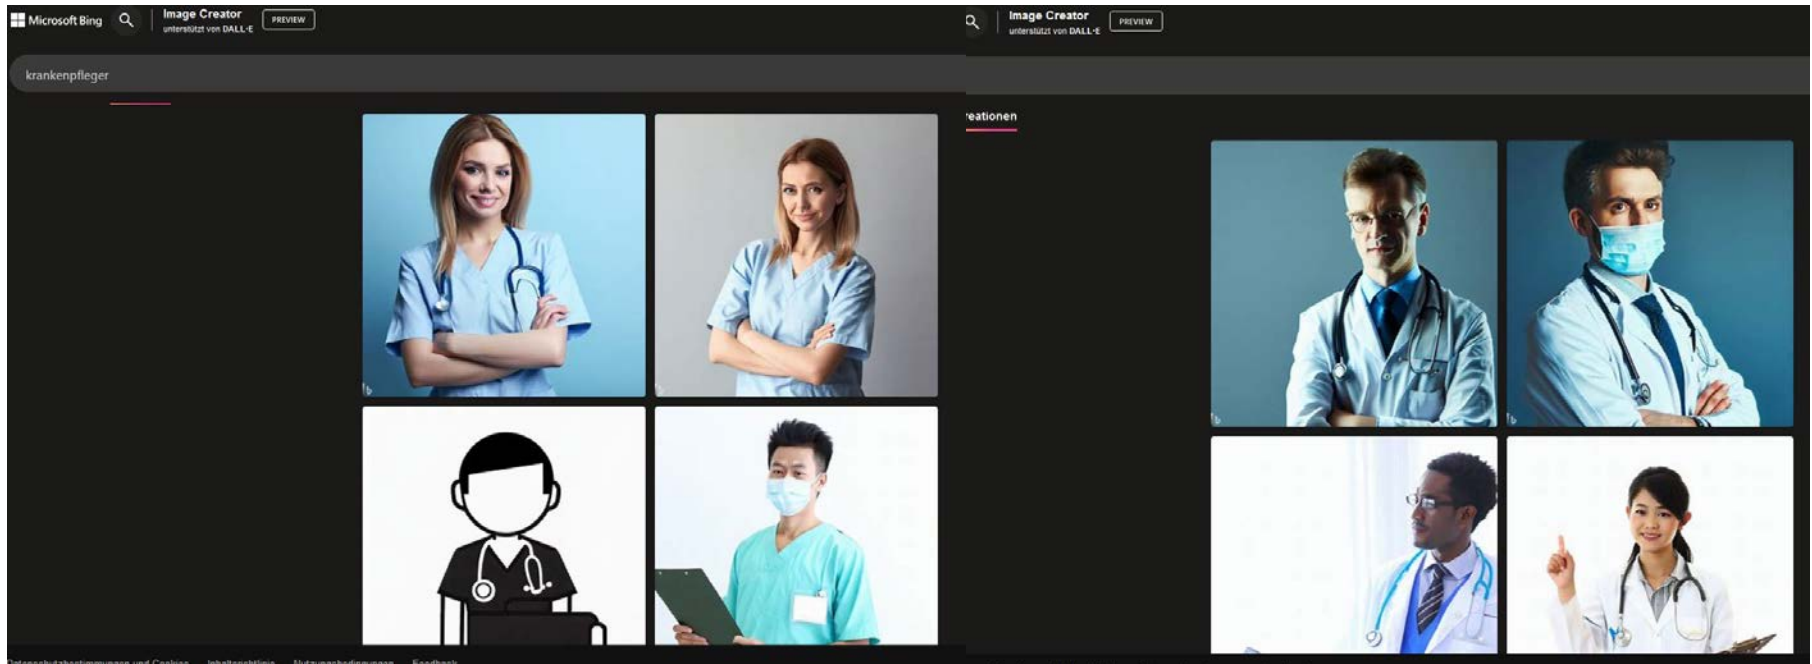 Microsoft Bing
Image Creator
unterstützt von DALL·E
PREVIEW
krankenpfleger
Datenschutzbestimmungen und Cookies
Inhaltsrichtlinie
Nutzungsbedingungen
Feedback
Image Creator
unterstützt von DALL·E
PREVIEW
reationen